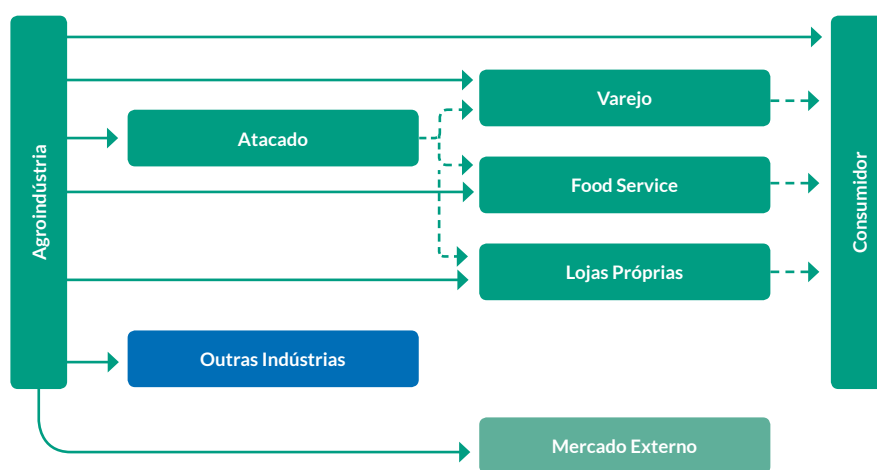 Agroindústria
Atacado
Varejo
Food Service
Lojas Próprias
Outras Indústrias
Mercado Externo
Consumidor